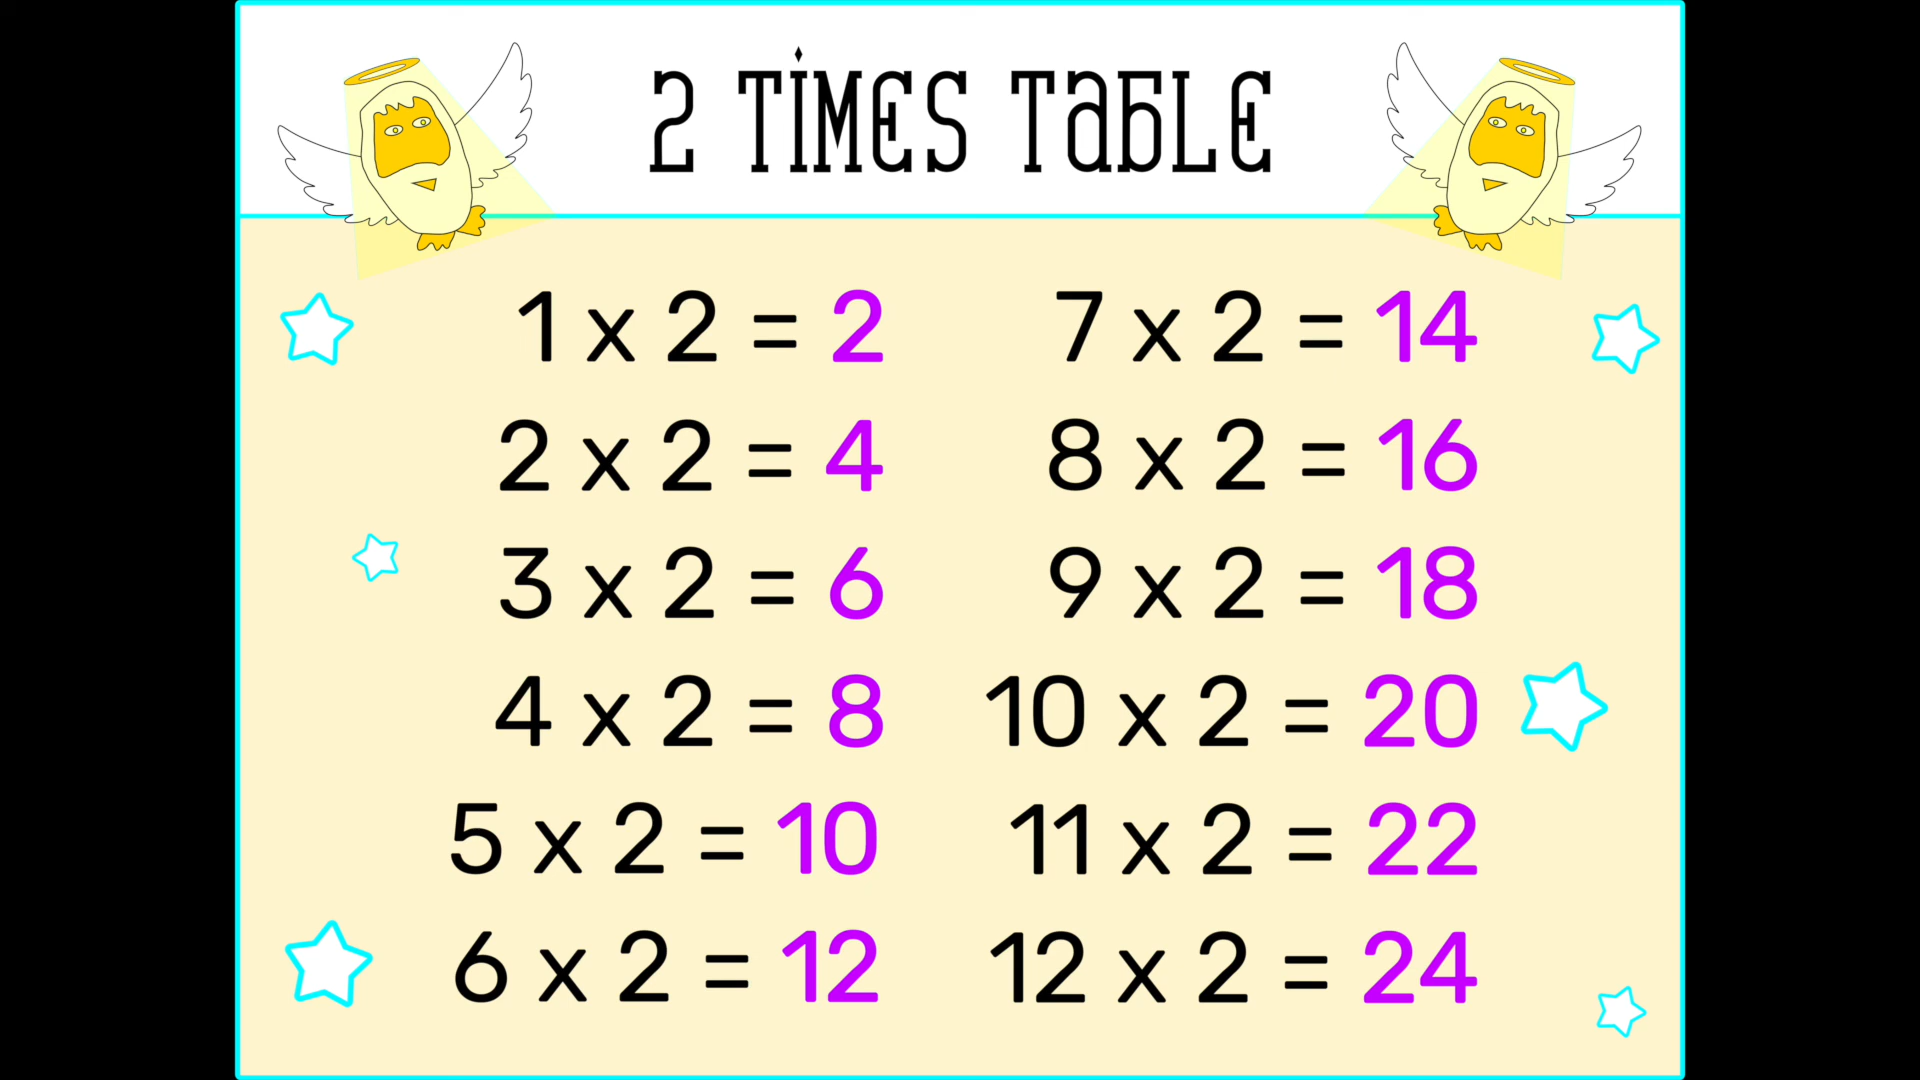 2 TIMES TABLE
1 x 2 = 2
2 x 2 = 4
3 x 2 = 6
4 x 2 = 8
5 x 2 = 10
6 x 2 = 12
7 x 2 = 14
8 x 2 = 16
9 x 2 = 18
10 x 2 = 20
11 x 2 = 22
12 x 2 = 24